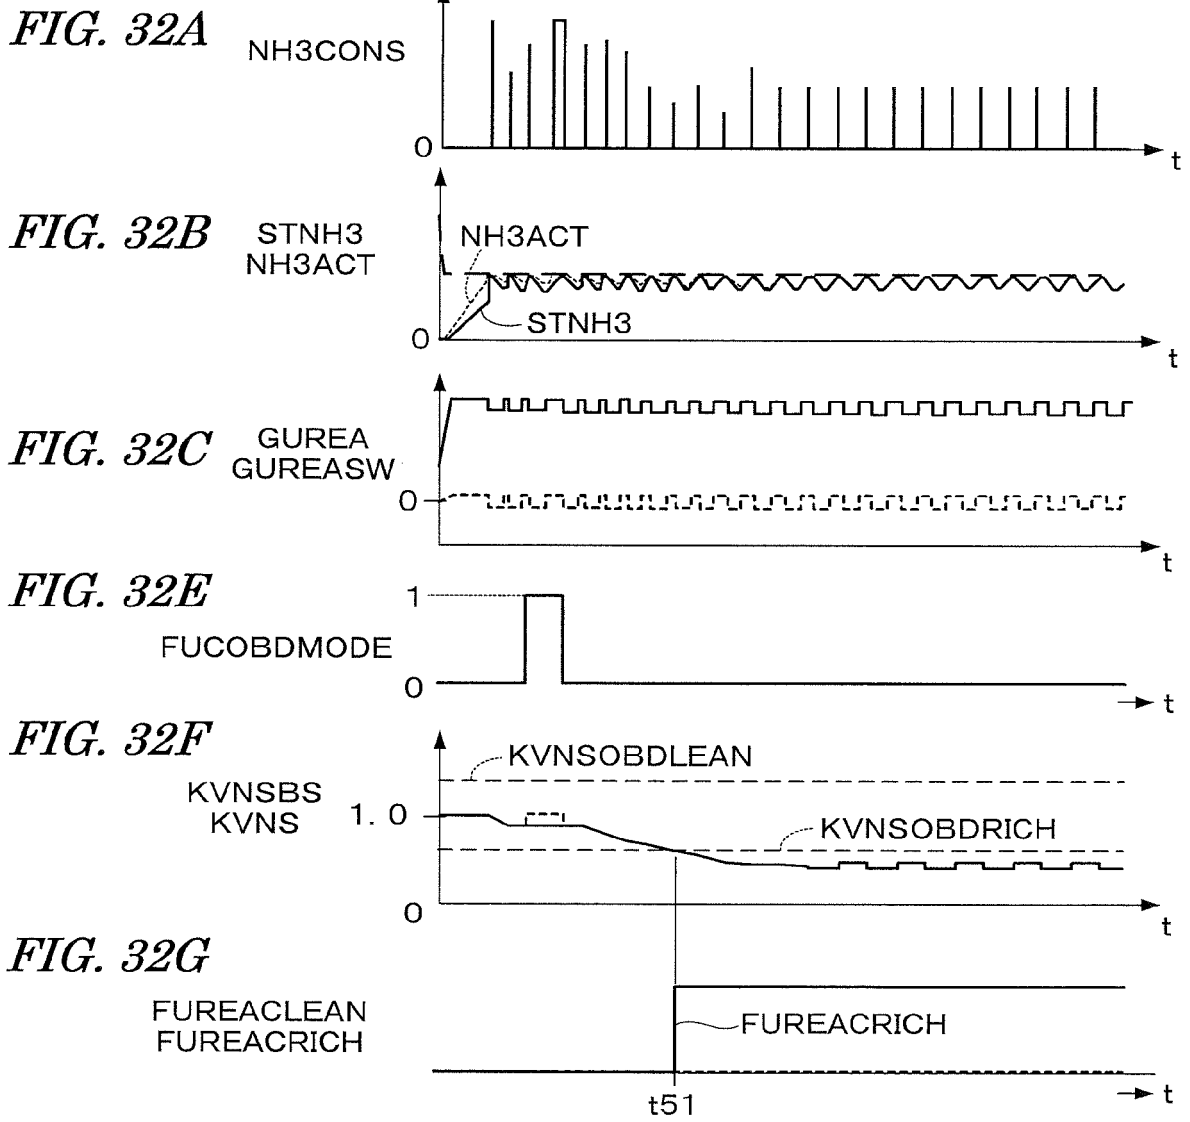 FIG. 32A
NH3CONS
0
t
FIG. 32B
STNH3
NH3ACT
NH3ACT
STNH3
0
t
FIG. 32C
GUREA
GUREASW
0
t
FIG. 32E
FUCOBDMODE
1
0
t
FIG. 32F
KVNSBS
KVNS
1. 0
KVNSOBDLEAN
KVNSOBDRICH
0
t
FIG. 32G
FUREACLEAN
FUREACRICH
FUREACRICH
t
t51